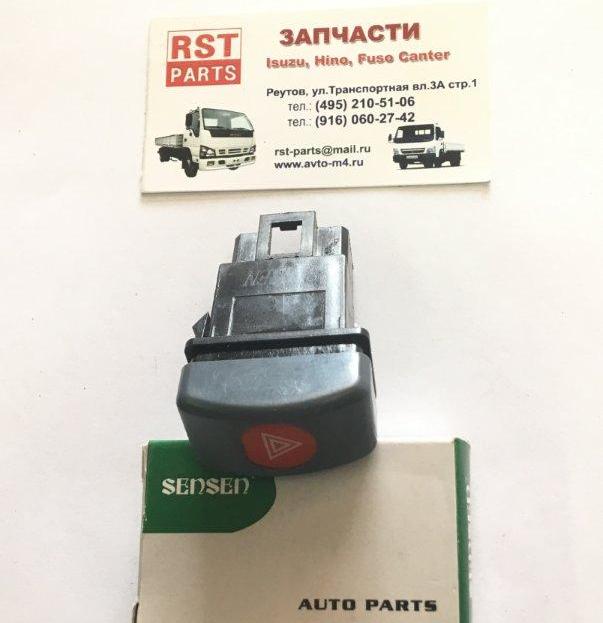 RST
PARTS
ЗАПЧАСТИ
Isuzu, Hino, Fuso Canter
Реутов, ул.Транспортная вл.3А стр.1
тел.: (495) 210-51-06
тел.: (916) 060-27-42
rst-parts@mail.ru
www.avto-m4.ru
SENSEN
AUTO PARTS